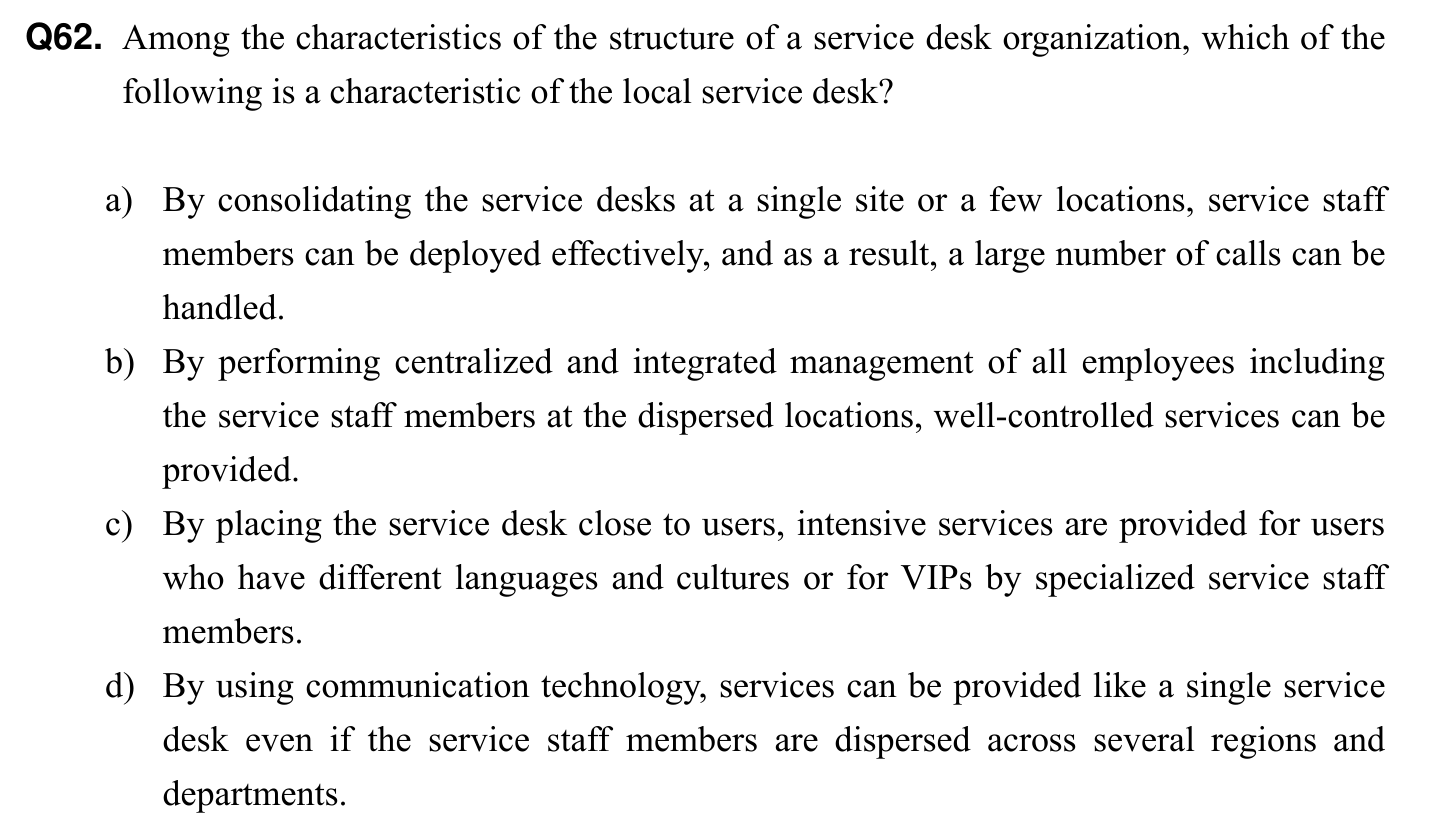 Q62. Among the characteristics of the structure of a service desk organization, which of the
following is a characteristic of the local service desk?
a) By consolidating the service desks at a single site or a few locations, service staff
members can be deployed effectively, and as a result, a large number of calls can be
handled.
b) By performing centralized and integrated management of all employees including
the service staff members at the dispersed locations, well-controlled services can be
provided.
c) By placing the service desk close to users, intensive services are provided for users
who have different languages and cultures or for VIPs by specialized service staff
members.
d) By using communication technology, services can be provided like a single service
desk even if the service staff members are dispersed across several regions and
departments.